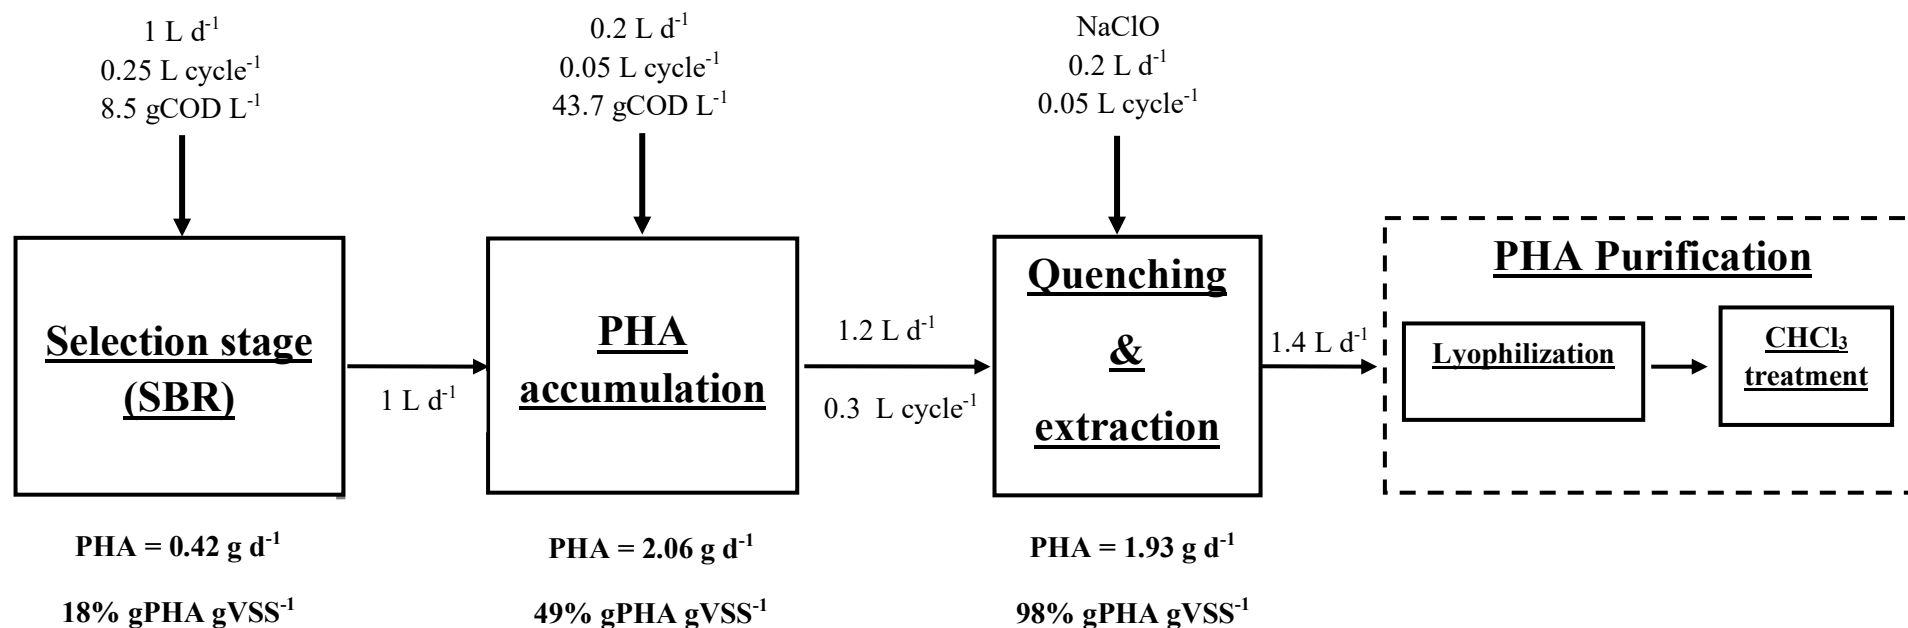 1 L d⁻¹
0.25 L cycle⁻¹
8.5 gCOD L⁻¹
0.2 L d⁻¹
0.05 L cycle⁻¹
43.7 gCOD L⁻¹
NaClO
0.2 L d⁻¹
0.05 L cycle⁻¹
Selection stage
(SBR)
1 L d⁻¹
PHA
accumulation
1.2 L d⁻¹
0.3 L cycle⁻¹
Quenching
&
extraction
1.4 L d⁻¹
PHA Purification
Lyophilization
CHCl₃
treatment
PHA = 0.42 g d⁻¹
18% gPHA gVSS⁻¹
PHA = 2.06 g d⁻¹
49% gPHA gVSS⁻¹
PHA = 1.93 g d⁻¹
98% gPHA gVSS⁻¹